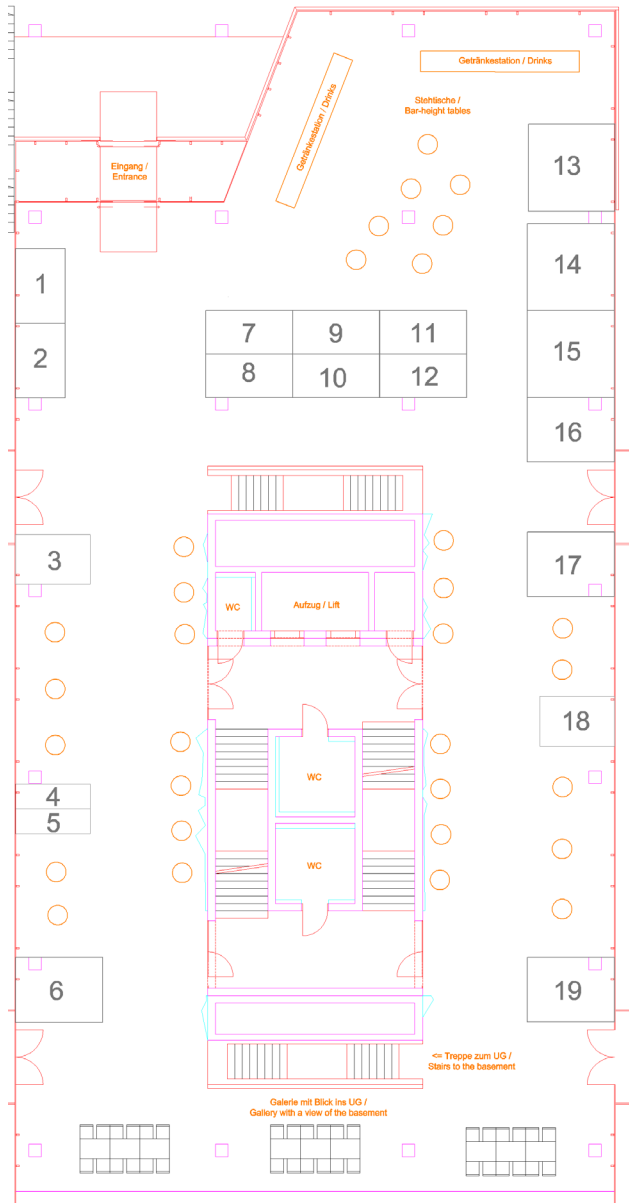 Getränkestation / Drinks
Getränkestation / Drinks
Stehtische /
Bar-height tables
Eingang /
Entrance
13
1
14
2
7
9
11
8
10
12
15
16
3
17
WC
Aufzug / Lift
18
4
5
WC
WC
6
19
<= Treppe zum UG /
Stairs to the basement
Galerie mit Blick ins UG /
Gallery with a view of the basement